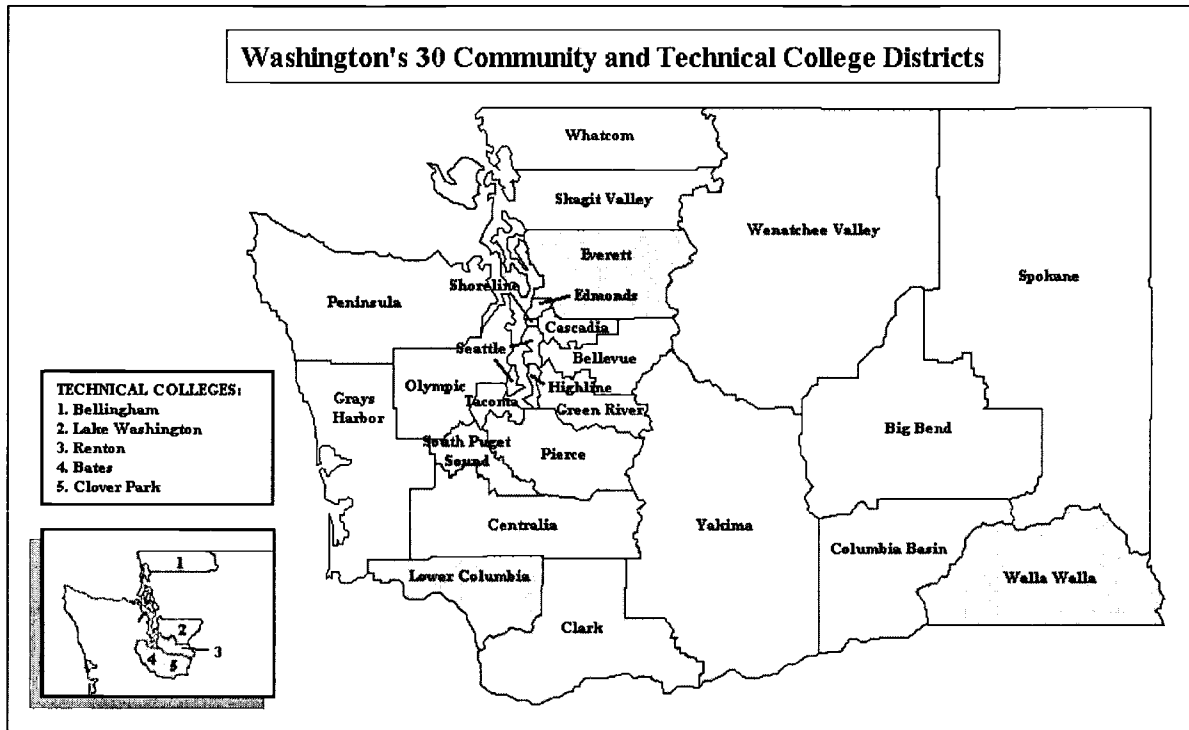 Washington's 30 Community and Technical College Districts
Whatcom
Skagit Valley
Wenatchee Valley
Everett
Spokane
Shoreline
Peninsula
Edmonds
Cascadia
Seattle
Bellevue
Olympic
Highline
Grays
Harbor
Tacoma
Green River
Big Bend
South Puget
Sound
Pierce
Centralia
Yakima
Columbia Basin
Lower Columbia
Walla Walla
Clark
TECHNICAL COLLEGES:
1. Bellingham
2. Lake Washington
3. Renton
4. Bates
5. Clover Park
1
2
3
4
5